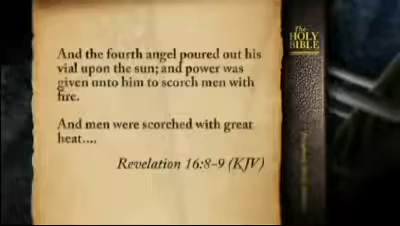 And the fourth angel poured out his
vial upon the sun; and power was
given unto him to scorch men with
fire.
And men were scorched with great
heat....
Revelation 16:8-9 (KJV)
The
HOLY
BIBLE